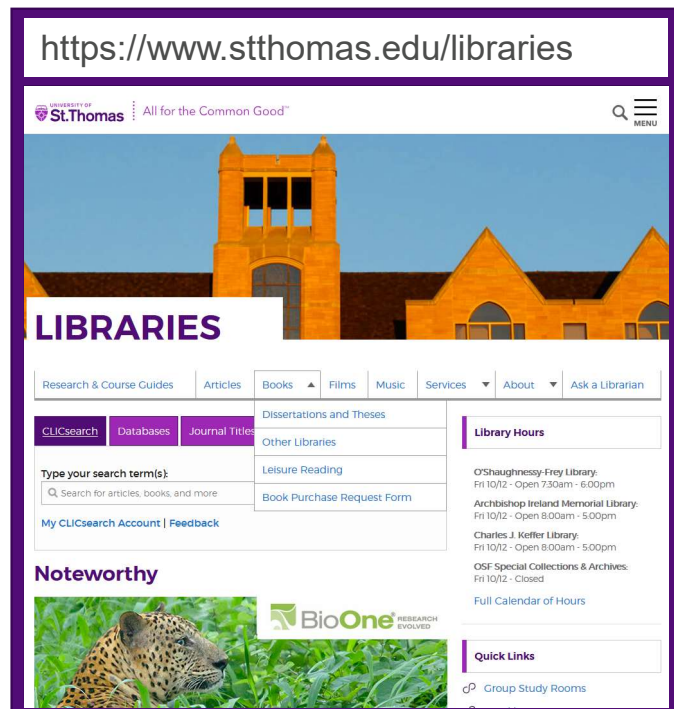 https://www.stthomas.edu/libraries
UNIVERSITY OF
St.Thomas
All for the Common Good™
MENU
LIBRARIES
Research & Course Guides
Articles
Books
Films
Music
Services
About
Ask a Librarian
Dissertations and Theses
Other Libraries
Leisure Reading
Book Purchase Request Form
CLICsearch
Databases
Journal Titles
Type your search term(s):
Search for articles, books, and more
My CLICsearch Account | Feedback
Library Hours
O'Shaughnessy-Frey Library:
Fri 10/12 - Open 7:30am - 6:00pm
Archbishop Ireland Memorial Library:
Fri 10/12 - Open 8:00am - 5:00pm
Charles J. Keffer Library:
Fri 10/12 - Open 8:00am - 5:00pm
OSF Special Collections & Archives:
Fri 10/12 - Closed
Full Calendar of Hours
Noteworthy
BioOne® RESEARCH
EVOLVED
Quick Links
Group Study Rooms